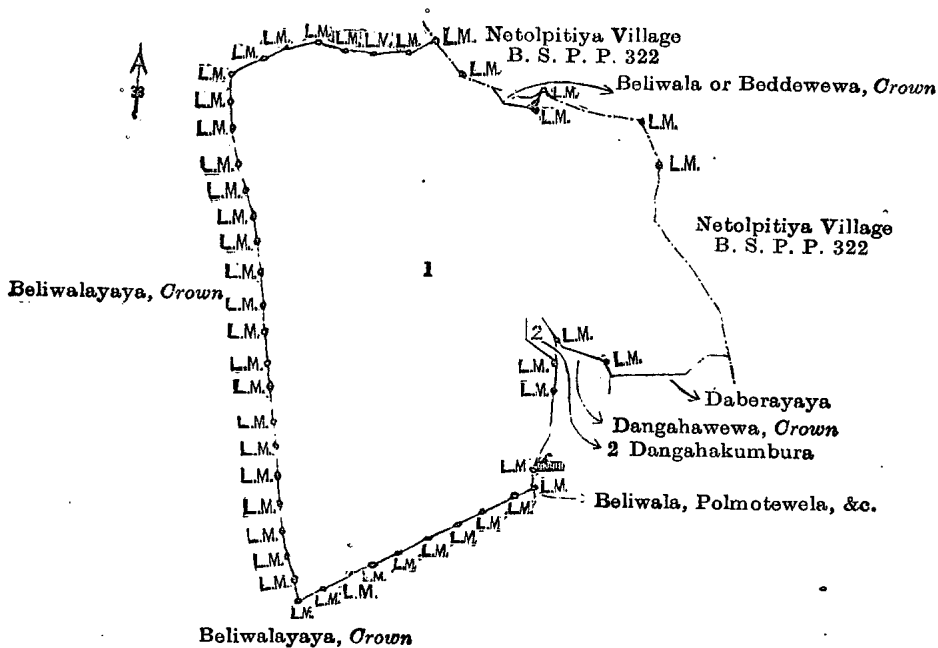 L.M. L.M. L.M. L.M. L.M. L.M. L.M. L.M. Netolpitiya Village
B. S. P. P. 322
L.M. L.M.
Beliwala or Beddewewa, Crown
L.M. L.M.
L.M. L.M.
L.M. L.M.
L.M.
L.M.
L.M.
Netolpitiya Village
B. S. P. P. 322
L.M.
1
L.M.
Beliwalayaya, Crown
L.M.
L.M.
2
L.M.
L.M. L.M. L.M.
L.M. L.M.
Daberayaya
L.M.
Dangahawewa, Crown
L.M.
2 Dangahakumbura
L.M. L.M.
L.M.
L.M.
Beliwala, Polmotewela, &c.
L.M. L.M. L.M. L.M. L.M. L.M. L.M. L.M.
L.M.
L.M.
L.M.
Beliwalayaya, Crown